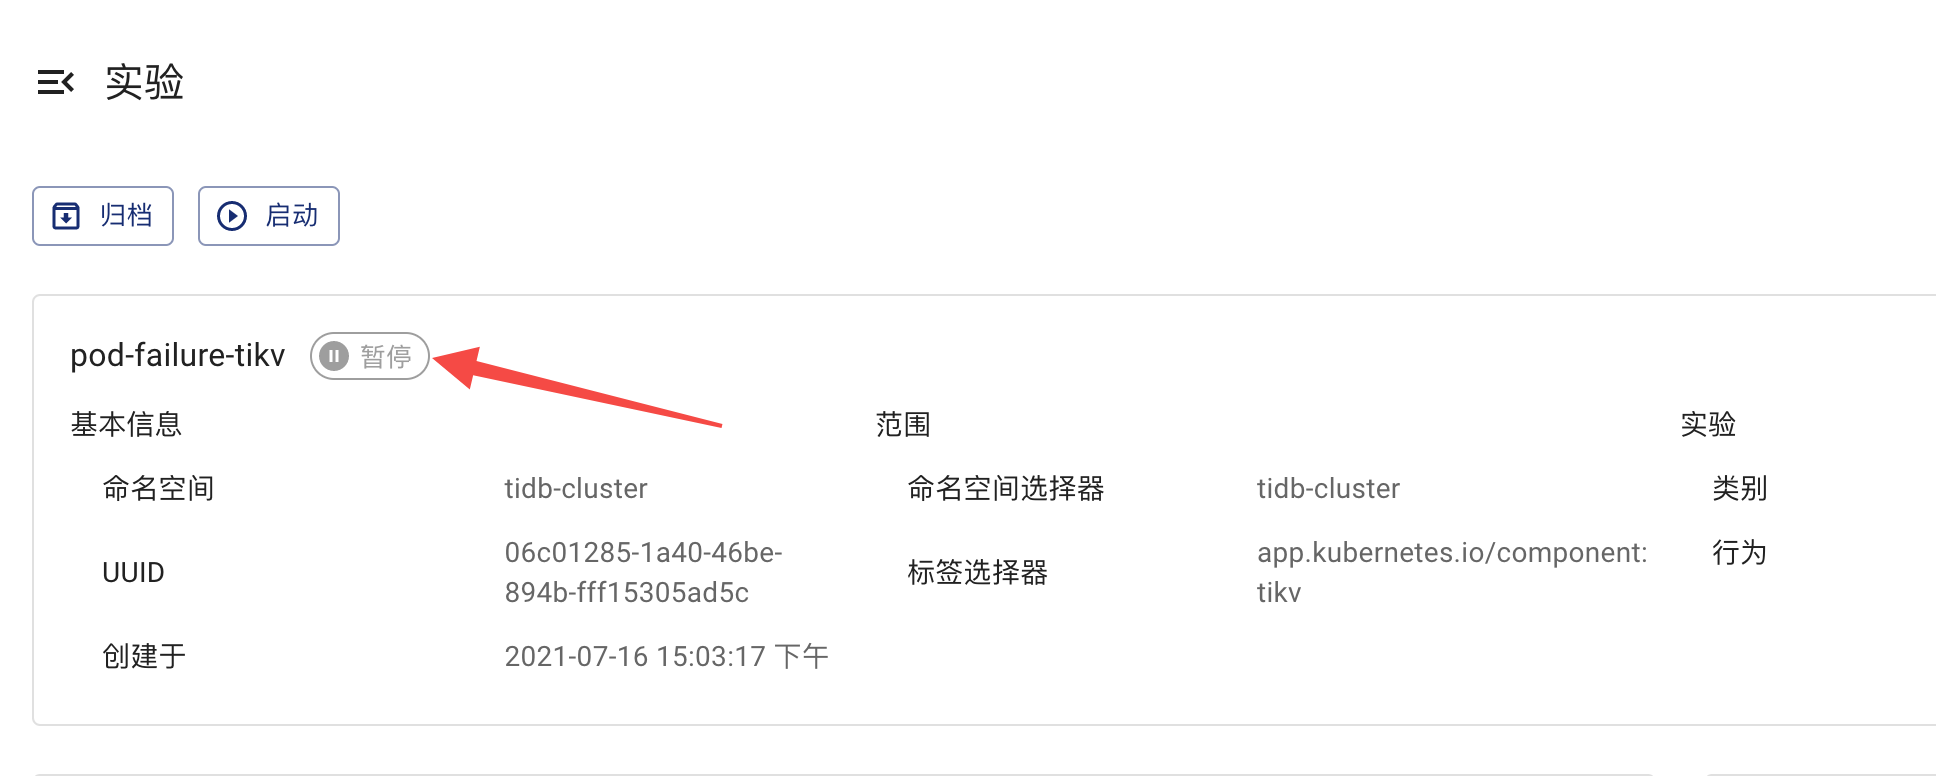 实验
归档
启动
pod-failure-tikv
暂停
基本信息
命名空间
tidb-cluster
UUID
06c01285-1a40-46be-
894b-fff15305ad5c
创建于
2021-07-16 15:03:17 下午
范围
命名空间选择器
tidb-cluster
标签选择器
app.kubernetes.io/component:
tikv
实验
类别
行为